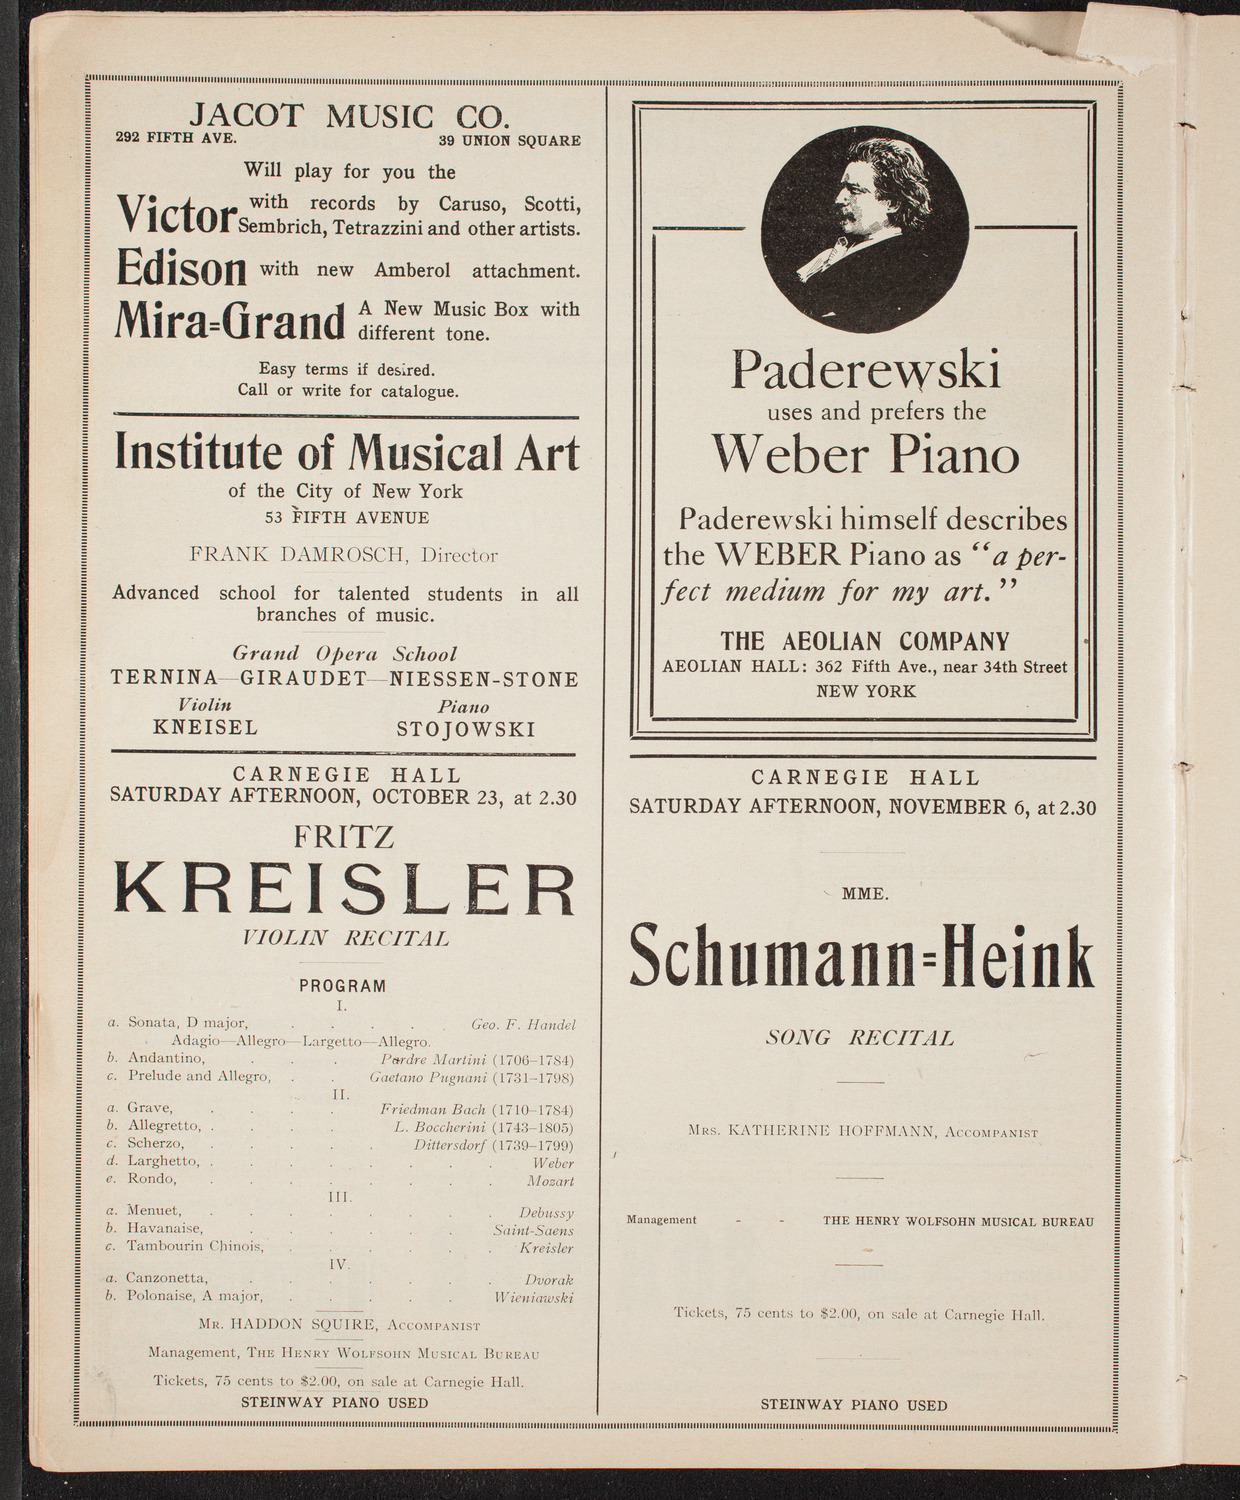 JACOT MUSIC CO.
292 FIFTH AVE. 39 UNION SQUARE
Will play for you the
Victor with records by Caruso, Scotti,
Sembrich, Tetrazzini and other artists.
Edison with new Amberol attachment.
Mira=Grand A New Music Box with
different tone.
Easy terms if desired.
Call or write for catalogue.
Institute of Musical Art
of the City of New York
53 FIFTH AVENUE
FRANK DAMROSCH, Director
Advanced school for talented students in all
branches of music.
Grand Opera School
TERNINA—GIRAUDET—NIESSEN-STONE
Violin Piano
KNEISEL STOJOWSKI
CARNEGIE HALL
SATURDAY AFTERNOON, OCTOBER 23, at 2.30
FRITZ
KREISLER
VIOLIN RECITAL
PROGRAM
I.
a. Sonata, D major, . . . . . Geo. F. Handel
Adagio—Allegro—Largetto—Allegro.
b. Andantino, . . . Pardre Martini (1706-1784)
c. Prelude and Allegro, . . Gaetano Pugnani (1731-1798)
II.
a. Grave, . . . . Friedman Bach (1710-1784)
b. Allegretto, . . . . L. Boccherini (1743-1805)
c. Scherzo, . . . . . Dittersdorf (1739-1799)
d. Larghetto, . . . . . . . . Weber
e. Rondo, . . . . . . . . Mozart
III.
a. Menuet, . . . . . . . . Debussy
b. Havanaise, . . . . . . . Saint-Saens
c. Tambourin Chinois, . . . . . . Kreisler
IV.
a. Canzonetta, . . . . . . . Dvorak
b. Polonaise, A major, . . . . . Wieniawski
MR. HADDON SQUIRE, ACCOMPANIST
Management, THE HENRY WOLFSOHN MUSICAL BUREAU
Tickets, 75 cents to $2.00, on sale at Carnegie Hall.
STEINWAY PIANO USED
Paderewski
uses and prefers the
Weber Piano
Paderewski himself describes
the WEBER Piano as "a per-
fect medium for my art."
THE AEOLIAN COMPANY
AEOLIAN HALL: 362 Fifth Ave., near 34th Street
NEW YORK
CARNEGIE HALL
SATURDAY AFTERNOON, NOVEMBER 6, at 2.30
MME.
Schumann=Heink
SONG RECITAL
MRS. KATHERINE HOFFMANN, ACCOMPANIST
Management - - THE HENRY WOLFSOHN MUSICAL BUREAU
Tickets, 75 cents to $2.00, on sale at Carnegie Hall.
STEINWAY PIANO USED